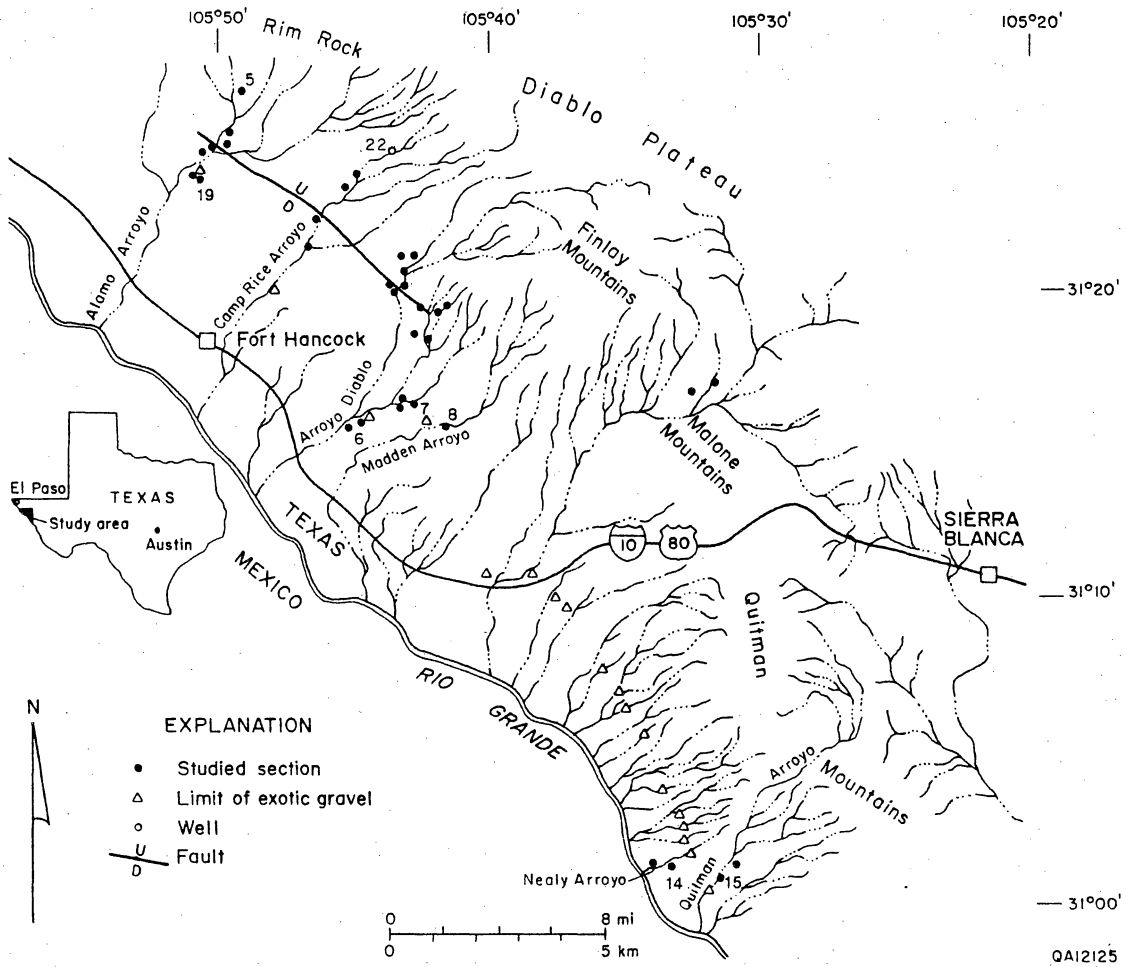 105°50' 105°40' 105°30' 105°20'
Rim Rock
Diablo Plateau
5
22
U
D
19
Alamo Arroyo
Camp Rice Arroyo
Finlay
Mountains
31°20'
Fort Hancock
Arroyo Diablo
7
8
6
Madden Arroyo
Malone
Mountains
El Paso
TEXAS
Study area
Austin
TEXAS
MEXICO
10 80
SIERRA
BLANCA
31°10'
Quitman
Mountains
RIO GRANDE
N
EXPLANATION
Studied section
Limit of exotic gravel
Well
U
D
Fault
Nealy Arroyo
14
15
Quitman Arroyo
31°00'
0 8 mi
0 5 km
QA12125